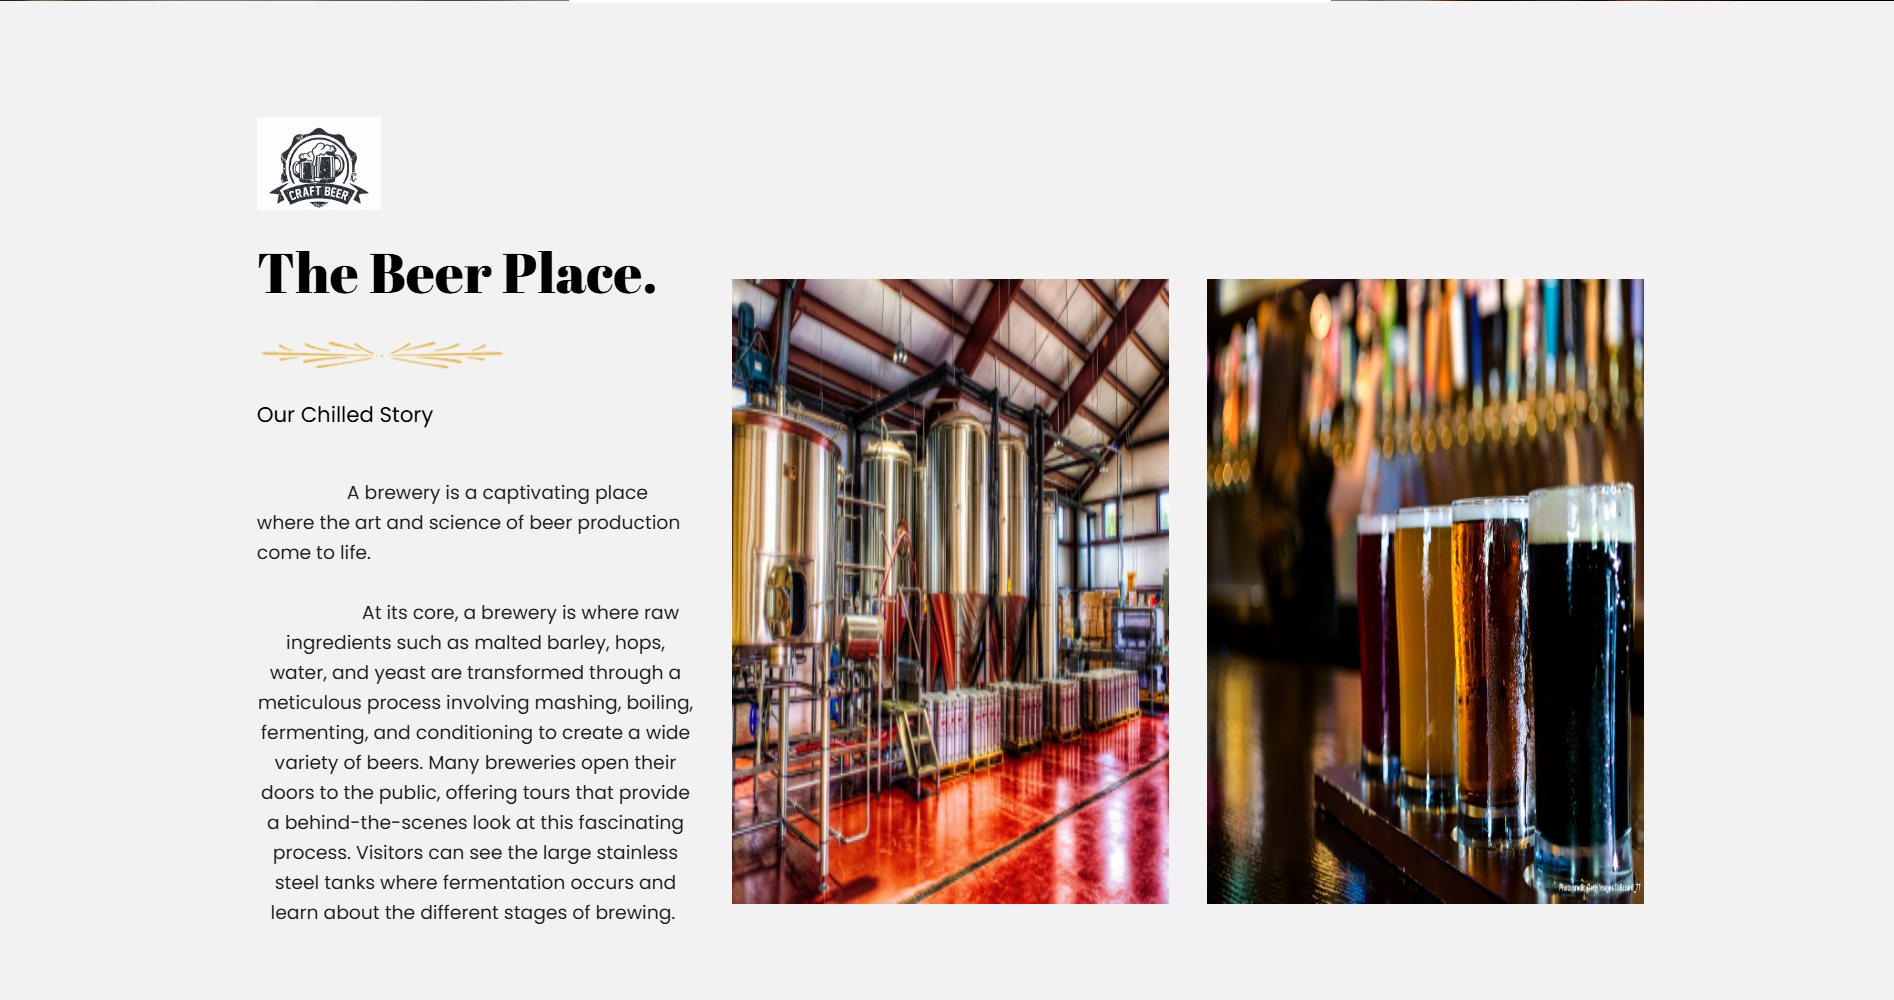 CRAFT BEER
The Beer Place.
Our Chilled Story
A brewery is a captivating place
where the art and science of beer production
come to life.
At its core, a brewery is where raw
ingredients such as malted barley, hops,
water, and yeast are transformed through a
meticulous process involving mashing, boiling,
fermenting, and conditioning to create a wide
variety of beers. Many breweries open their
doors to the public, offering tours that provide
a behind-the-scenes look at this fascinating
process. Visitors can see the large stainless
steel tanks where fermentation occurs and
learn about the different stages of brewing.
Photo credit: Getty Images